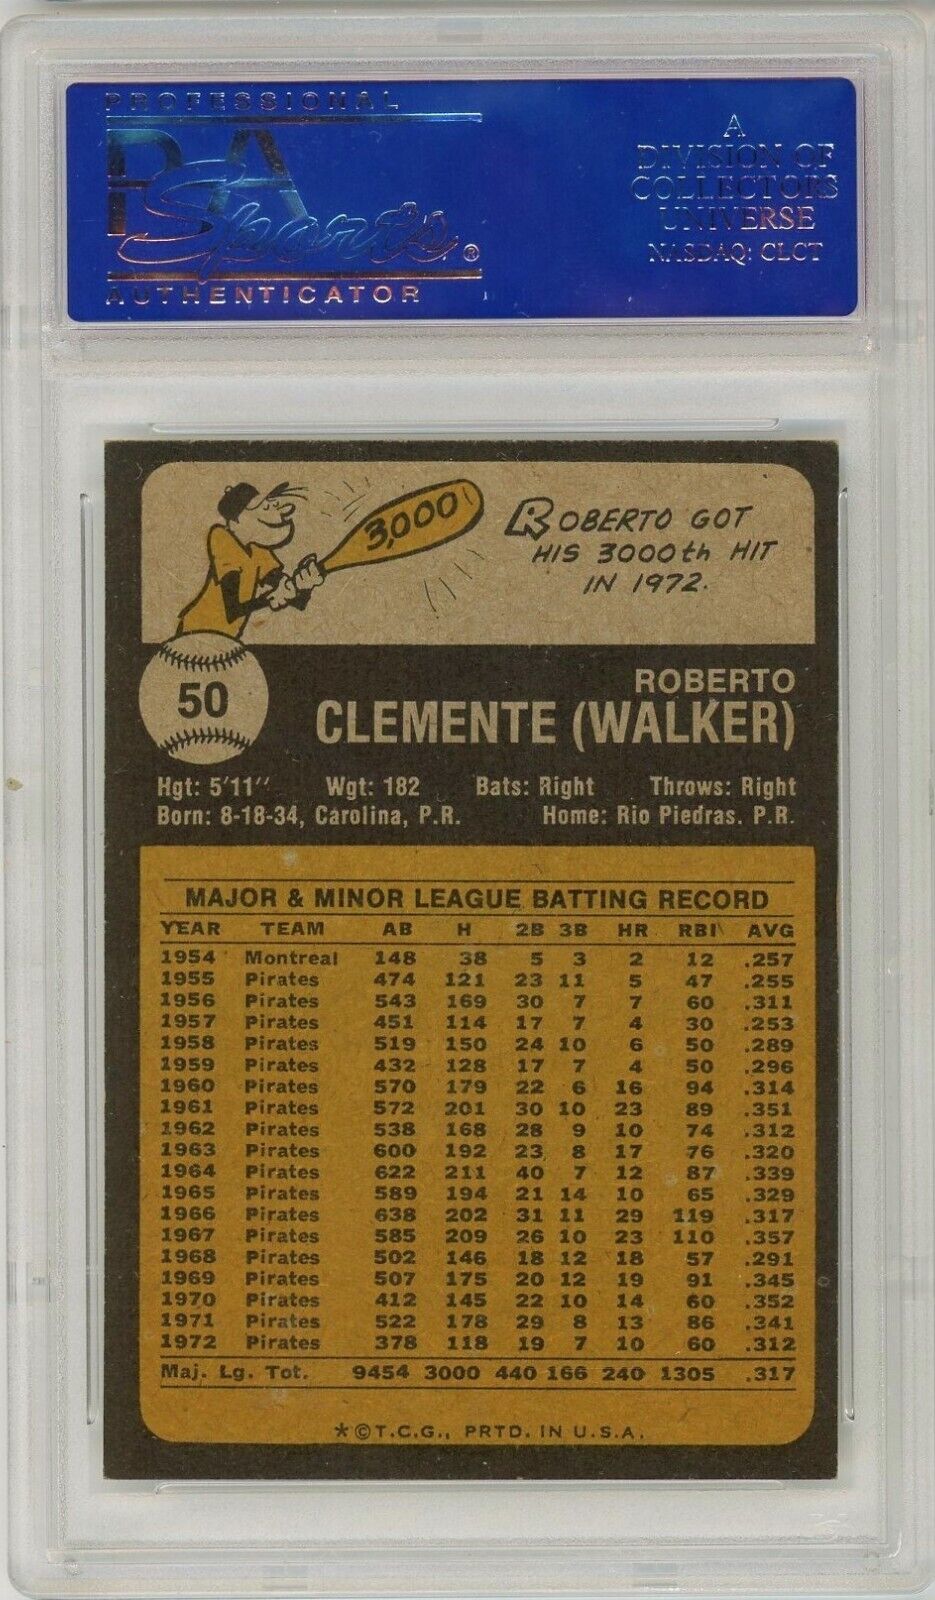 PROFESSIONAL
PSA
Sports®
AUTHENTICATOR
A
DIVISION OF
COLLECTORS
UNIVERSE
NASDAQ: CLCT
3,000
ROBERTO GOT
HIS 3000th HIT
IN 1972.
50
ROBERTO
CLEMENTE (WALKER)
Hgt: 5'11" Wgt: 182 Bats: Right Throws: Right
Born: 8-18-34, Carolina, P.R. Home: Rio Piedras, P.R.
MAJOR & MINOR LEAGUE BATTING RECORD
YEAR TEAM AB H 2B 3B HR RBI AVG
1954 Montreal 148 38 5 3 2 12 .257
1955 Pirates 474 121 23 11 5 47 .255
1956 Pirates 543 169 30 7 7 60 .311
1957 Pirates 451 114 17 7 4 30 .253
1958 Pirates 519 150 24 10 6 50 .289
1959 Pirates 432 128 17 7 4 50 .296
1960 Pirates 570 179 22 6 16 94 .314
1961 Pirates 572 201 30 10 23 89 .351
1962 Pirates 538 168 28 9 10 74 .312
1963 Pirates 600 192 23 8 17 76 .320
1964 Pirates 622 211 40 7 12 87 .339
1965 Pirates 589 194 21 14 10 65 .329
1966 Pirates 638 202 31 11 29 119 .317
1967 Pirates 585 209 26 10 23 110 .357
1968 Pirates 502 146 18 12 18 57 .291
1969 Pirates 507 175 20 12 19 91 .345
1970 Pirates 412 145 22 10 14 60 .352
1971 Pirates 522 178 29 8 13 86 .341
1972 Pirates 378 118 19 7 10 60 .312
Maj. Lg. Tot. 9454 3000 440 166 240 1305 .317
*©T.C.G., PRTD. IN U.S.A.